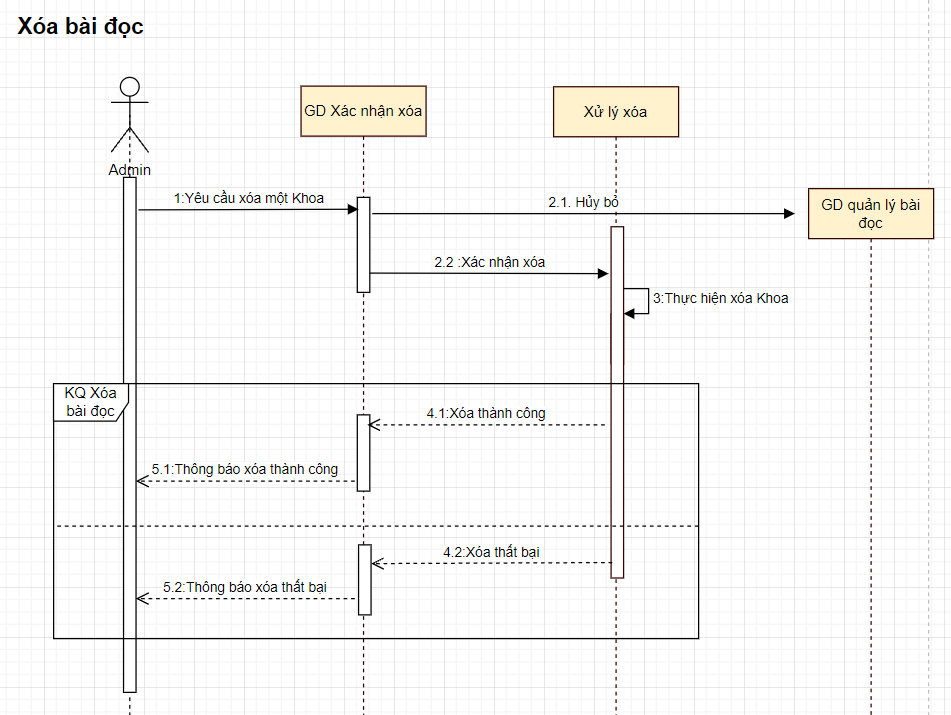 Xóa bài đọc
GD Xác nhận xóa
Xử lý xóa
Admin
1:Yêu cầu xóa một Khoa
2.1. Hủy bỏ
GD quản lý bài
đọc
2.2 :Xác nhận xóa
3:Thực hiện xóa Khoa
KQ Xóa
bài đọc
4.1:Xóa thành công
5.1:Thông báo xóa thành công
4.2:Xóa thất bại
5.2:Thông báo xóa thất bại